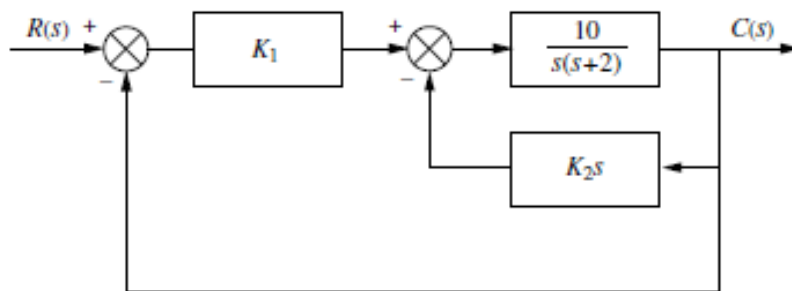 R(s) + K₁ + 10 C(s)
s(s+2)
− −
K₂s